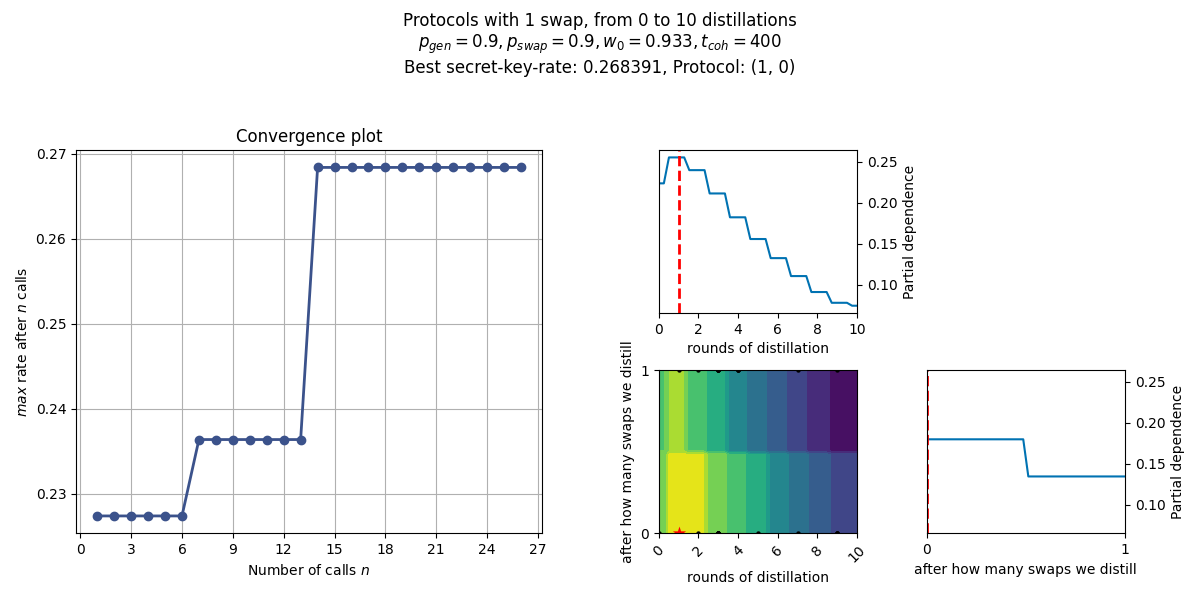 Protocols with 1 swap, from 0 to 10 distillations
p_gen = 0.9, p_swap = 0.9, w_0 = 0.933, t_coh = 400
Best secret-key-rate: 0.268391, Protocol: (1, 0)
Convergence plot
0.27
0.26
0.25
0.24
0.23
max rate after n calls
0 3 6 9 12 15 18 21 24 27
Number of calls n
0.25
0.20
0.15
0.10
Partial dependence
0 2 4 6 8 10
rounds of distillation
1
0
after how many swaps we distill
0 2 4 6 8 10
rounds of distillation
0.25
0.20
0.15
0.10
Partial dependence
0 1
after how many swaps we distill